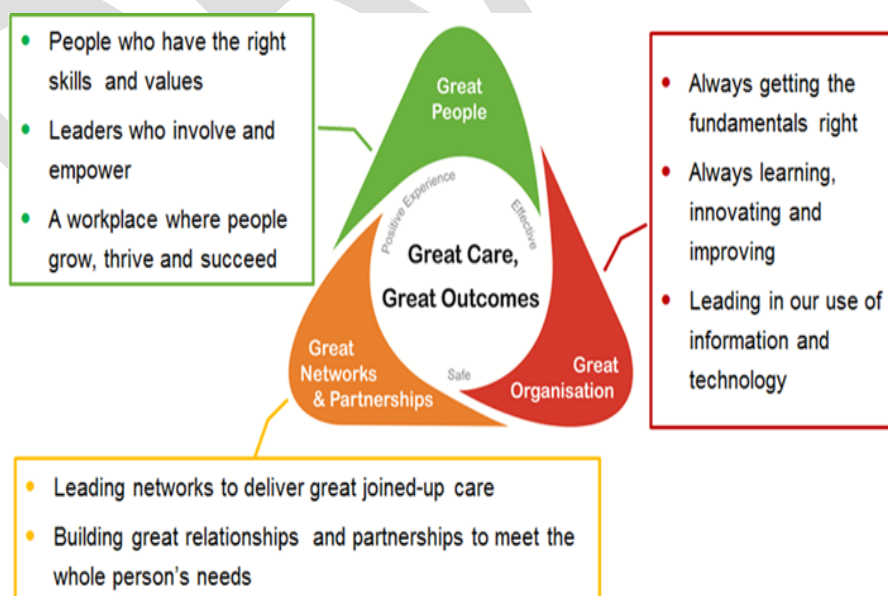 • People who have the right
skills and values
• Leaders who involve and
empower
• A workplace where people
grow, thrive and succeed
Great
People
• Always getting the
fundamentals right
• Always learning,
innovating and
improving
• Leading in our use of
information and
technology
Positive Experience
Effective
Safe
Great Care,
Great Outcomes
Great
Networks
& Partnerships
Great
Organisation
• Leading networks to deliver great joined-up care
• Building great relationships and partnerships to meet the
whole person's needs